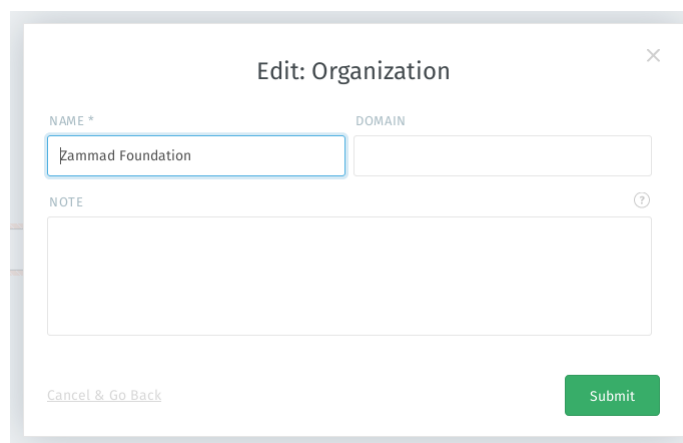 Edit: Organization
NAME * DOMAIN
Zammad Foundation
NOTE ?
Cancel & Go Back Submit